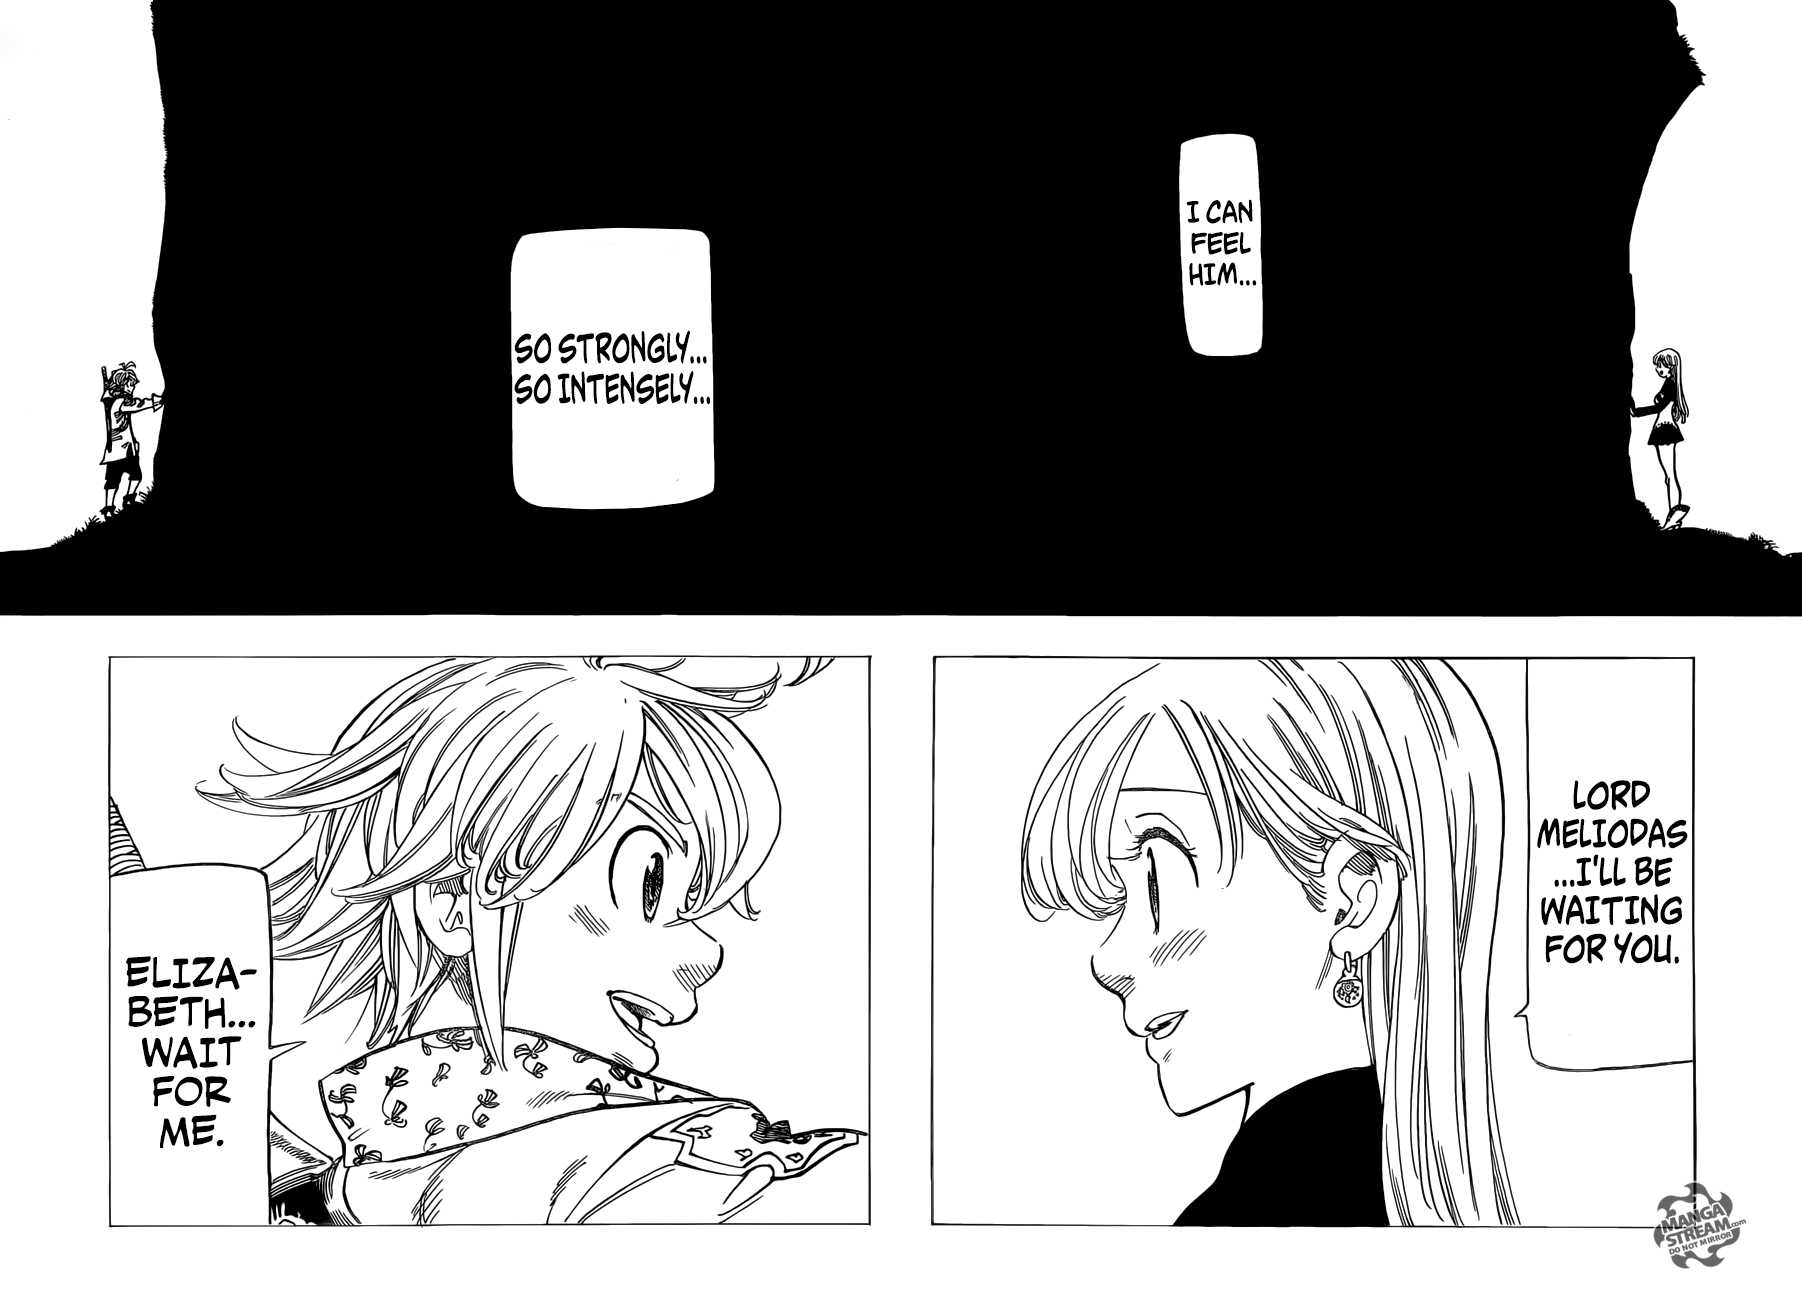 I CAN
FEEL
HIM...
SO STRONGLY...
SO INTENSELY...
LORD
MELIODAS
...I'LL BE
WAITING
FOR YOU.
ELIZA-
BETH...
WAIT
FOR
ME.
MANGA
STREAM.com
DO NOT MIRROR